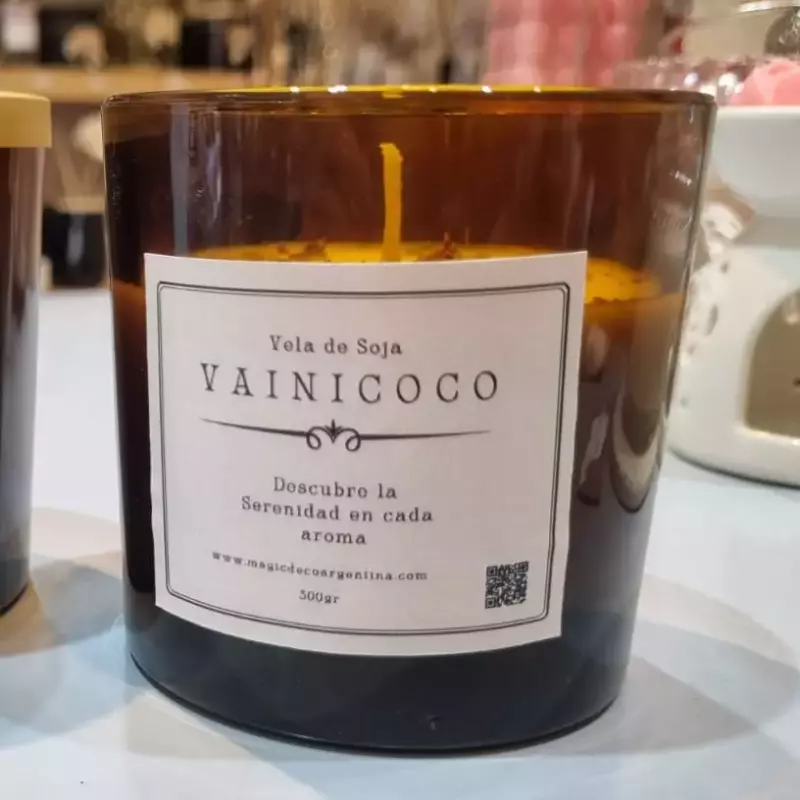 Vela de Soja
VAINICOCO
Descubre la
Serenidad en cada
aroma
www.magicdecoargentina.com
500gr